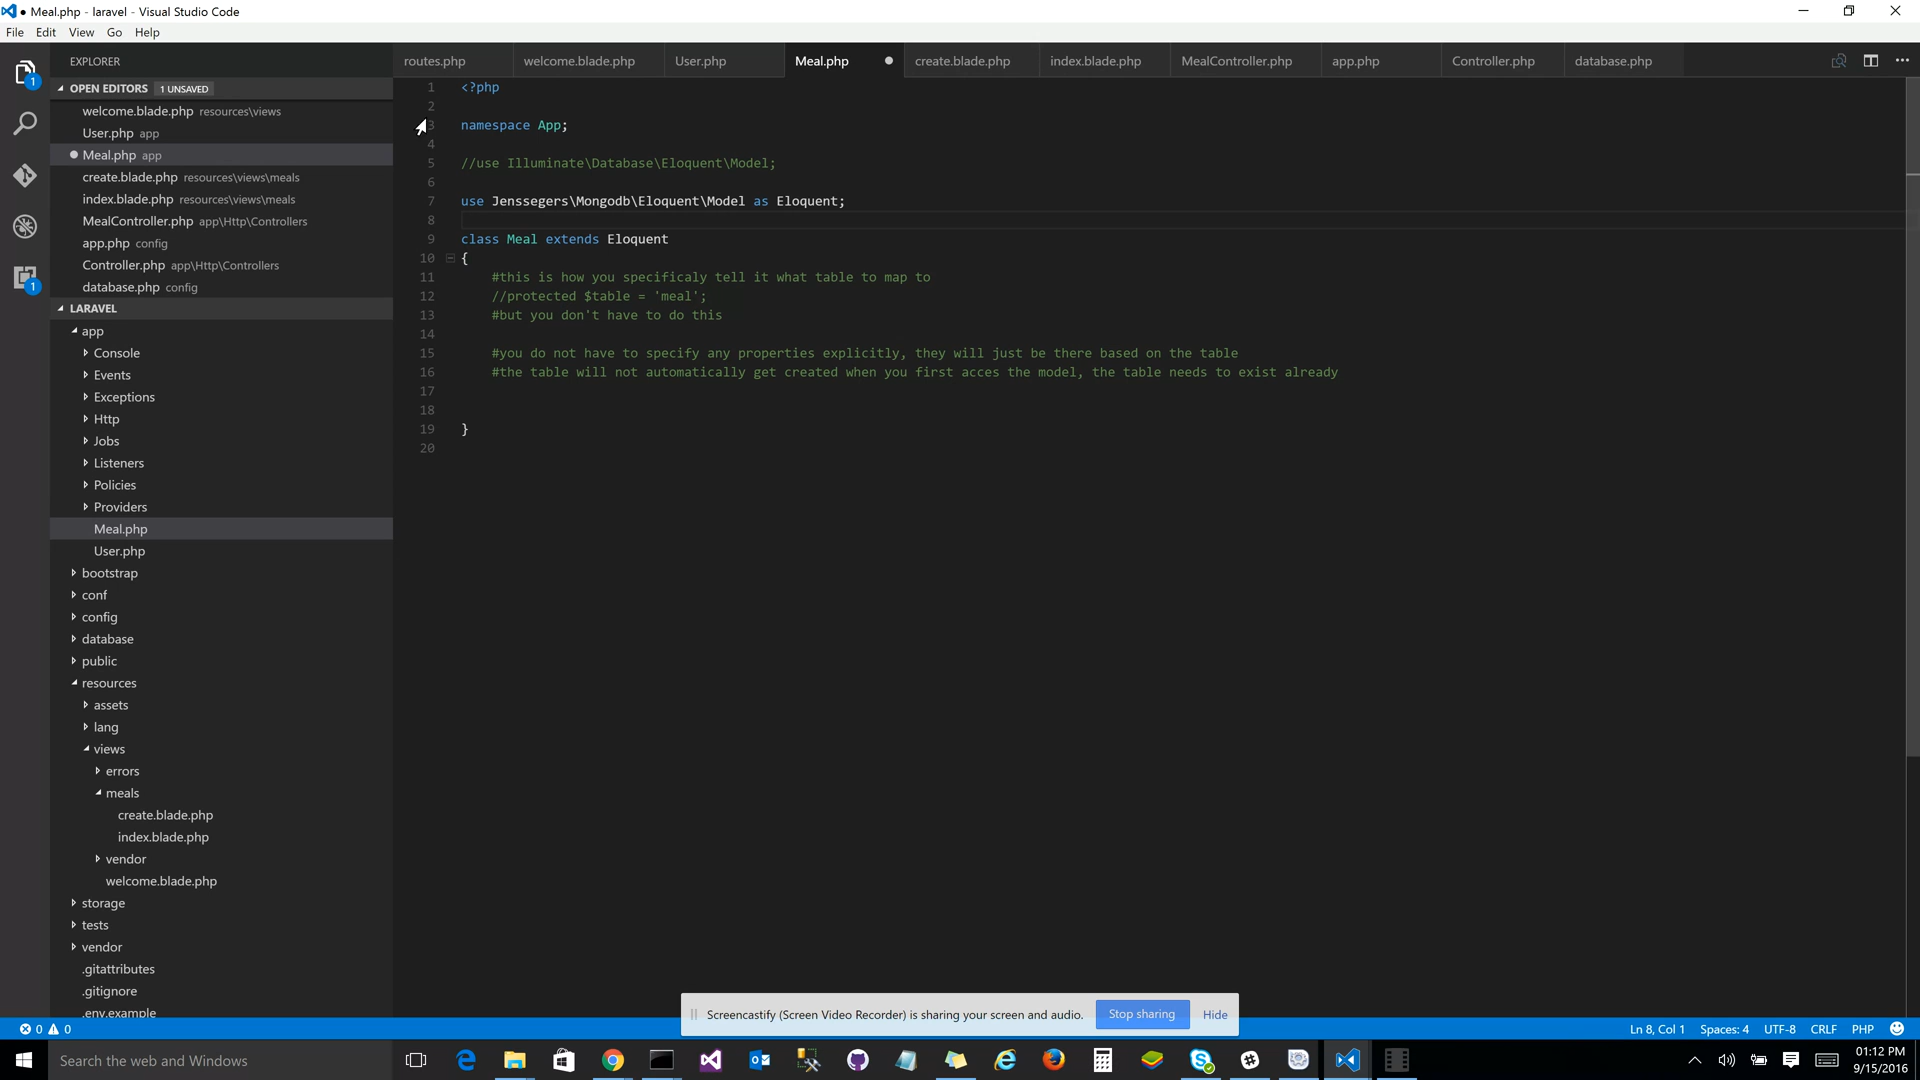 Meal.php - laravel - Visual Studio Code
File Edit View Go Help
EXPLORER
OPEN EDITORS 1 UNSAVED
welcome.blade.php resources\views
User.php app
Meal.php app
create.blade.php resources\views\meals
index.blade.php resources\views\meals
MealController.php app\Http\Controllers
app.php config
Controller.php app\Http\Controllers
database.php config
LARAVEL
app
Console
Events
Exceptions
Http
Jobs
Listeners
Policies
Providers
Meal.php
User.php
bootstrap
conf
config
database
public
resources
assets
lang
views
errors
meals
create.blade.php
index.blade.php
vendor
welcome.blade.php
storage
tests
vendor
.gitattributes
.gitignore
.env.example
routes.php welcome.blade.php User.php Meal.php create.blade.php index.blade.php MealController.php app.php Controller.php database.php
1 <?php
2
3 namespace App;
4
5 //use Illuminate\Database\Eloquent\Model;
6
7 use Jenssegers\Mongodb\Eloquent\Model as Eloquent;
8
9 class Meal extends Eloquent
10 {
11 #this is how you specificaly tell it what table to map to
12 //protected $table = 'meal';
13 #but you don't have to do this
14
15 #you do not have to specify any properties explicitly, they will just be there based on the table
16 #the table will not automatically get created when you first acces the model, the table needs to exist already
17
18
19 }
20
Screencastify (Screen Video Recorder) is sharing your screen and audio. Stop sharing Hide
0 0 Ln 8, Col 1 Spaces: 4 UTF-8 CRLF PHP
Search the web and Windows
01:12 PM
9/15/2016
1
1